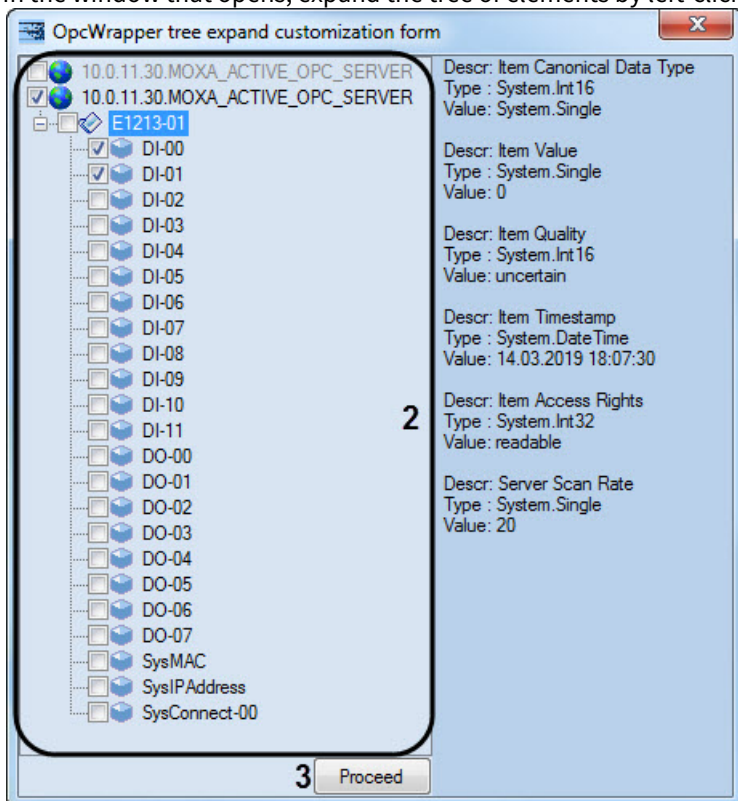 In the window that opens, expand the tree of elements by left-clic
OpcWrapper tree expand customization form
10.0.11.30.MOXA_ACTIVE_OPC_SERVER
10.0.11.30.MOXA_ACTIVE_OPC_SERVER
E1213-01
DI-00
DI-01
DI-02
DI-03
DI-04
DI-05
DI-06
DI-07
DI-08
DI-09
DI-10
DI-11
DO-00
DO-01
DO-02
DO-03
DO-04
DO-05
DO-06
DO-07
SysMAC
SysIPAddress
SysConnect-00
2
Descr: Item Canonical Data Type
Type : System.Int16
Value: System.Single
Descr: Item Value
Type : System.Single
Value: 0
Descr: Item Quality
Type : System.Int16
Value: uncertain
Descr: Item Timestamp
Type : System.DateTime
Value: 14.03.2019 18:07:30
Descr: Item Access Rights
Type : System.Int32
Value: readable
Descr: Server Scan Rate
Type : System.Single
Value: 20
3 Proceed